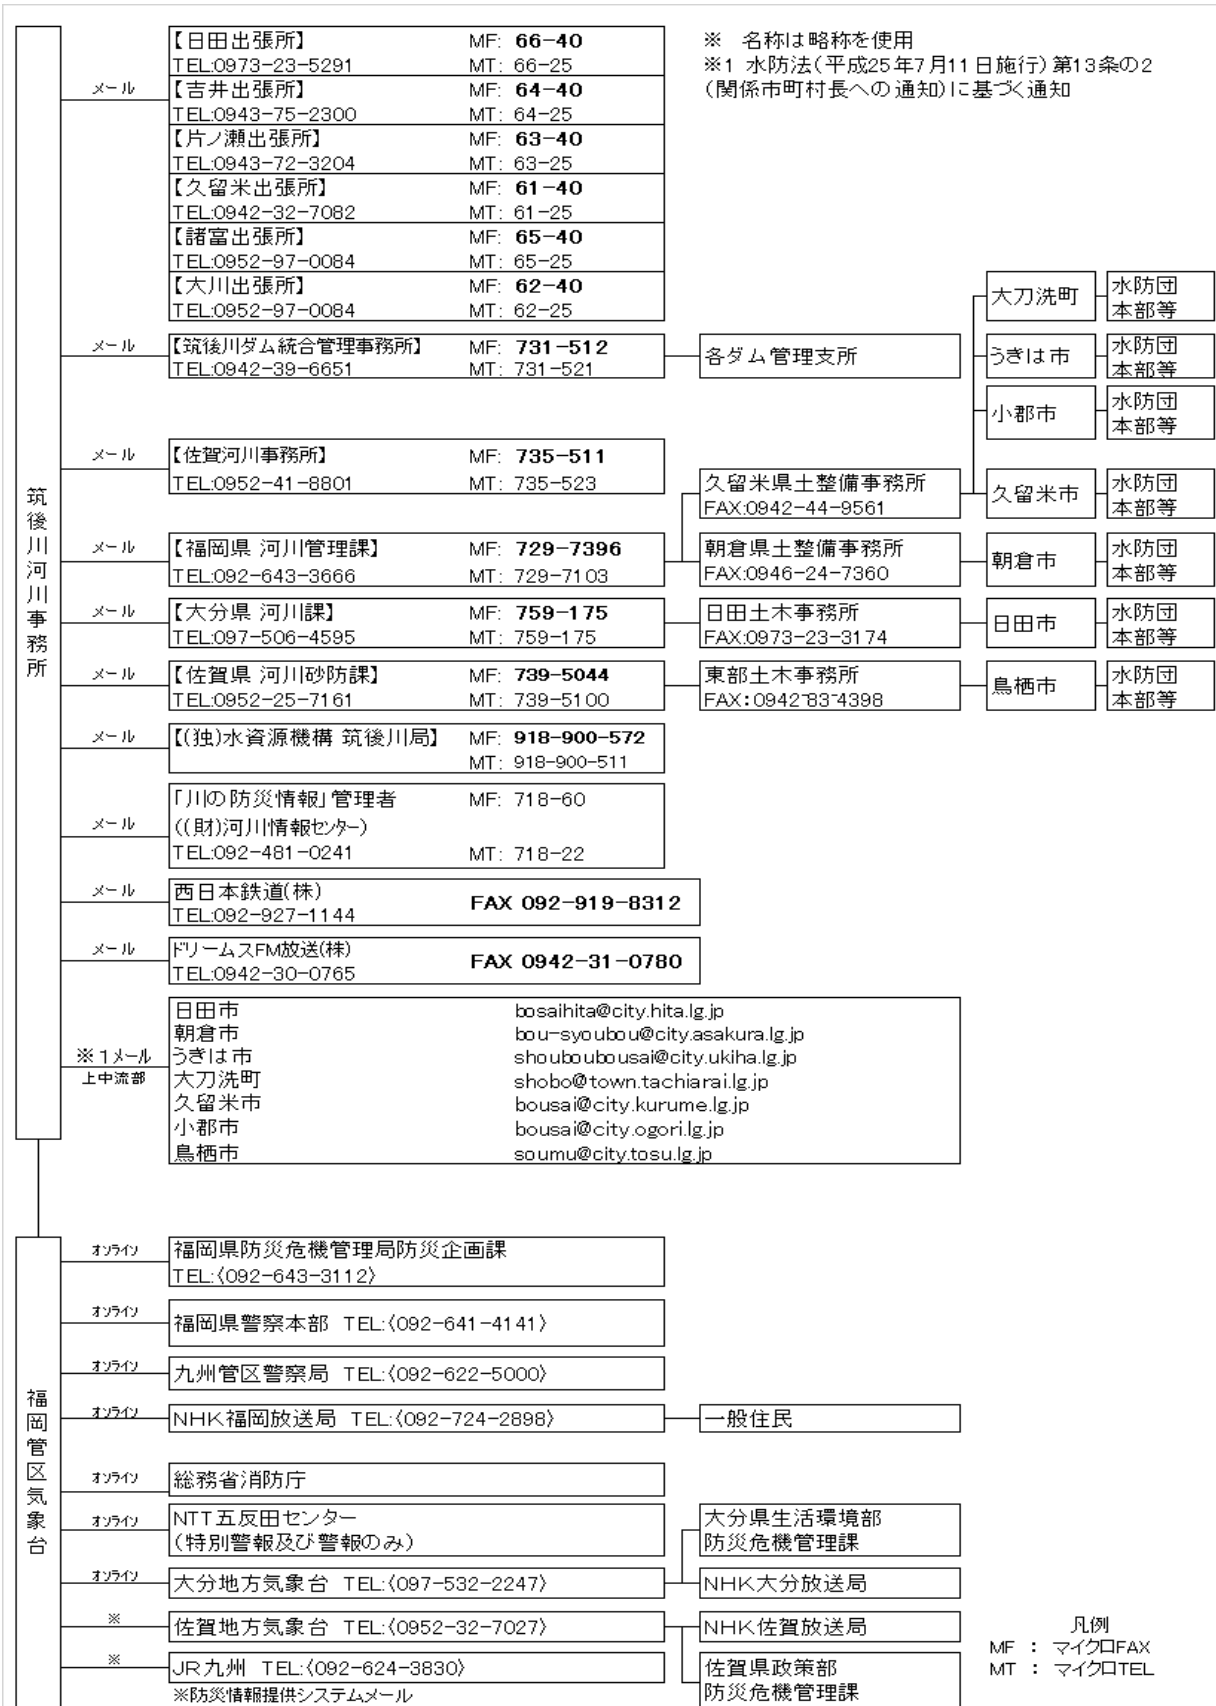 【日田出張所】 MF: 66-40
TEL:0973-23-5291 MT: 66-25
※ 名称は略称を使用
※1 水防法(平成25年7月11日施行)第13条の2
(関係市町村長への通知)に基づく通知
メール
【吉井出張所】 MF: 64-40
TEL:0943-75-2300 MT: 64-25
【片ノ瀬出張所】 MF: 63-40
TEL:0943-72-3204 MT: 63-25
【久留米出張所】 MF: 61-40
TEL:0942-32-7082 MT: 61-25
【諸富出張所】 MF: 65-40
TEL:0952-97-0084 MT: 65-25
【大川出張所】 MF: 62-40
TEL:0952-97-0084 MT: 62-25
大刀洗町
水防団
本部等
メール
【筑後川ダム統合管理事務所】 MF: 731-512
TEL:0942-39-6651 MT: 731-521
各ダム管理支所
うきは市
水防団
本部等
小郡市
水防団
本部等
メール
【佐賀河川事務所】 MF: 735-511
TEL:0952-41-8801 MT: 735-523
久留米県土整備事務所
FAX:0942-44-9561
久留米市
水防団
本部等
筑後川河川事務所
メール
【福岡県 河川管理課】 MF: 729-7396
TEL:092-643-3666 MT: 729-7103
朝倉県土整備事務所
FAX:0946-24-7360
朝倉市
水防団
本部等
メール
【大分県 河川課】 MF: 759-175
TEL:097-506-4595 MT: 759-175
日田土木事務所
FAX:0973-23-3174
日田市
水防団
本部等
メール
【佐賀県 河川砂防課】 MF: 739-5044
TEL:0952-25-7161 MT: 739-5100
東部土木事務所
FAX:0942-83-4398
鳥栖市
水防団
本部等
メール
【(独)水資源機構 筑後川局】 MF: 918-900-572
MT: 918-900-511
メール
「川の防災情報」管理者 MF: 718-60
((財)河川情報センター)
TEL:092-481-0241 MT: 718-22
メール
西日本鉄道(株)
TEL:092-927-1144
FAX 092-919-8312
メール
ドリームスFM放送(株)
TEL:0942-30-0765
FAX 0942-31-0780
※1メール
上中流部
日田市 bosaihita@city.hita.lg.jp
朝倉市 bou-syoubou@city.asakura.lg.jp
うきは市 shouboubousai@city.ukiha.lg.jp
大刀洗町 shobo@town.tachiarai.lg.jp
久留米市 bousai@city.kurume.lg.jp
小郡市 bousai@city.ogori.lg.jp
鳥栖市 soumu@city.tosu.lg.jp
福岡管区気象台
オンライン
福岡県防災危機管理局防災企画課
TEL:〈092-643-3112〉
オンライン
福岡県警察本部 TEL:〈092-641-4141〉
オンライン
九州管区警察局 TEL:〈092-622-5000〉
オンライン
NHK福岡放送局 TEL:〈092-724-2898〉
一般住民
オンライン
総務省消防庁
オンライン
NTT五反田センター
(特別警報及び警報のみ)
大分県生活環境部
防災危機管理課
オンライン
大分地方気象台 TEL:〈097-532-2247〉
NHK大分放送局
※
佐賀地方気象台 TEL:〈0952-32-7027〉
NHK佐賀放送局
※
JR九州 TEL:〈092-624-3830〉
佐賀県政策部
防災危機管理課
※防災情報提供システムメール
凡例
MF : マイクロFAX
MT : マイクロTEL